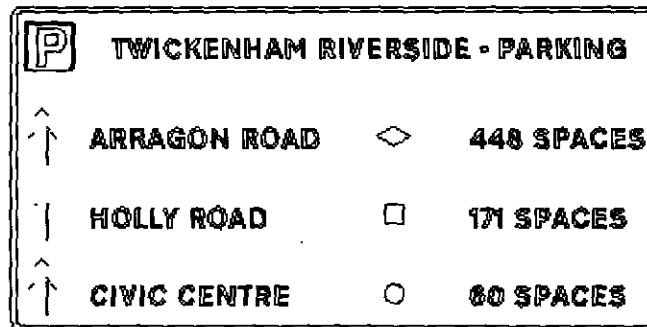 P TWICKENHAM RIVERSIDE - PARKING
ARRAGON ROAD 448 SPACES
HOLLY ROAD 171 SPACES
CIVIC CENTRE 60 SPACES